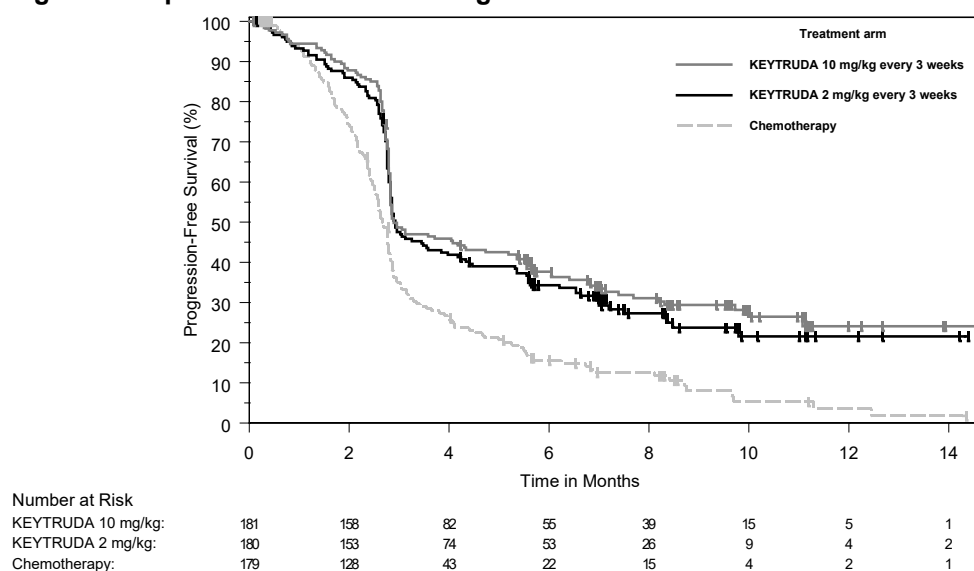 Treatment arm
KEYTRUDA 10 mg/kg every 3 weeks
KEYTRUDA 2 mg/kg every 3 weeks
Chemotherapy
Progression-Free Survival (%)
100
90
80
70
60
50
40
30
20
10
0
0 2 4 6 8 10 12 14
Time in Months
Number at Risk
KEYTRUDA 10 mg/kg: 181 158 82 55 39 15 5 1
KEYTRUDA 2 mg/kg: 180 153 74 53 26 9 4 2
Chemotherapy: 179 128 43 22 15 4 2 1